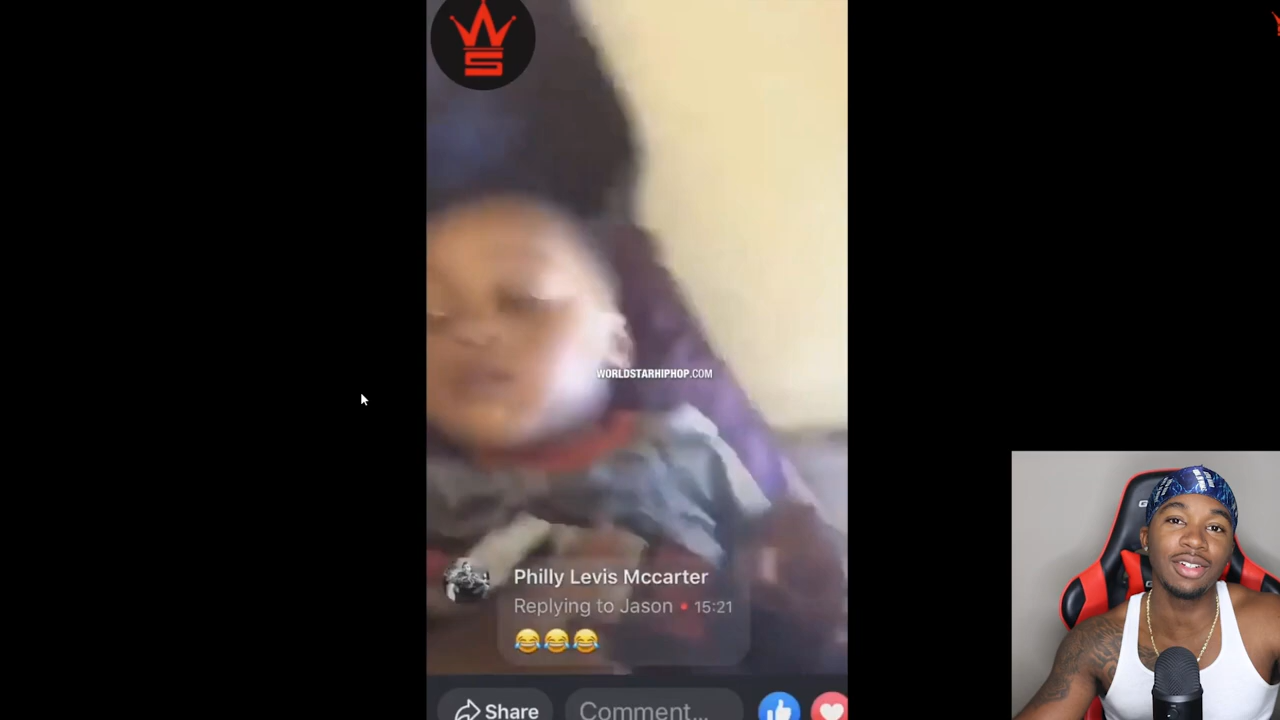 WORLDSTARHIPHOP.COM
Philly Levis Mccarter
Replying to Jason • 15:21
😂😂😂
Share
Comment...